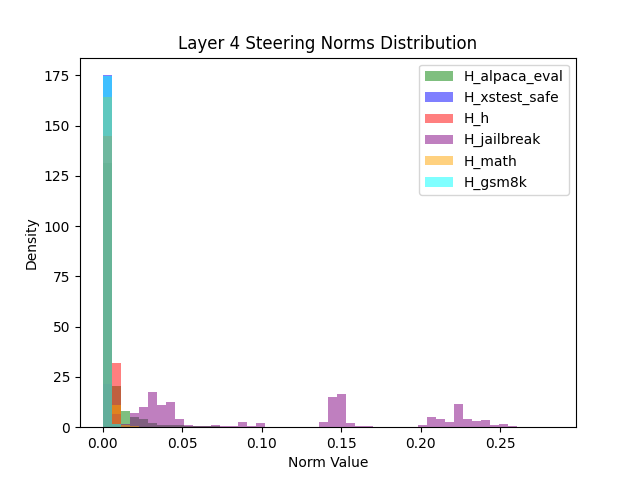 Layer 4 Steering Norms Distribution
H_alpaca_eval
H_xstest_safe
H_h
H_jailbreak
H_math
H_gsm8k
175
150
125
100
75
50
25
0
Density
0.00 0.05 0.10 0.15 0.20 0.25
Norm Value